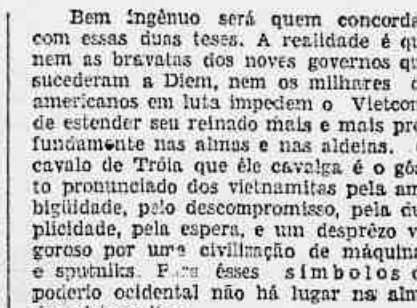 Bem ingênuo será quem concorda
com essas duas teses. A realidade é qu
nem as bravatas dos noves governos qu
sucederam a Diem, nem os milhares d
americanos em luta impedem o Vietcon
de estender seu reinado mais e mais pro
fundamente nas almas e nas aldeias.
cavalo de Tróia que êle cavalga é o gôs
to pronunciado dos vietnamitas pela am
bigüidade, pelo descompromisso, pela du
plicidade, pela espera, e um desprêzo v
goroso por uma civilização de máquina
e sputniks. Para êsses símbolos
poderio ocidental não há lugar na alm